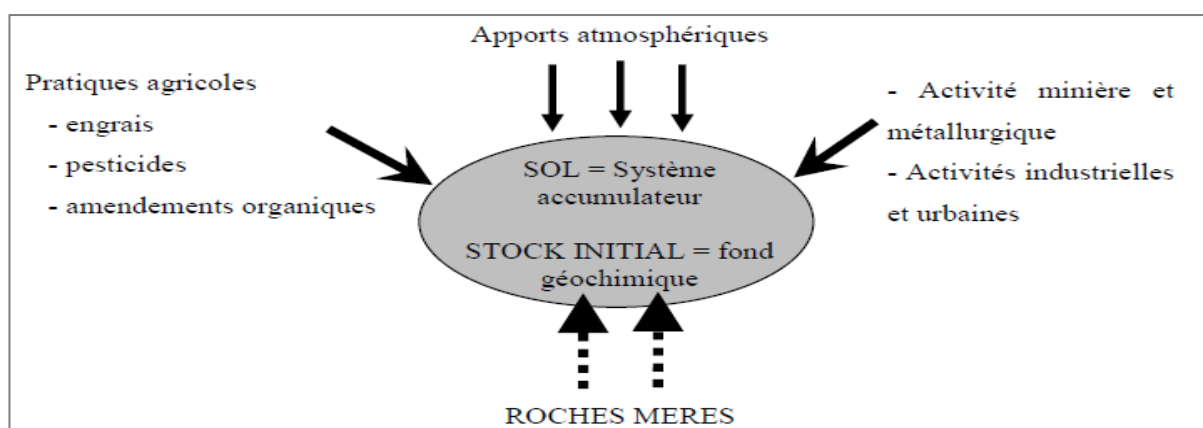 Apports atmosphériques
Pratiques agricoles
- engrais
- pesticides
- amendements organiques
- Activité minière et
métallurgique
- Activités industrielles
et urbaines
SOL = Système
accumulateur
STOCK INITIAL = fond
géochimique
ROCHES MERES